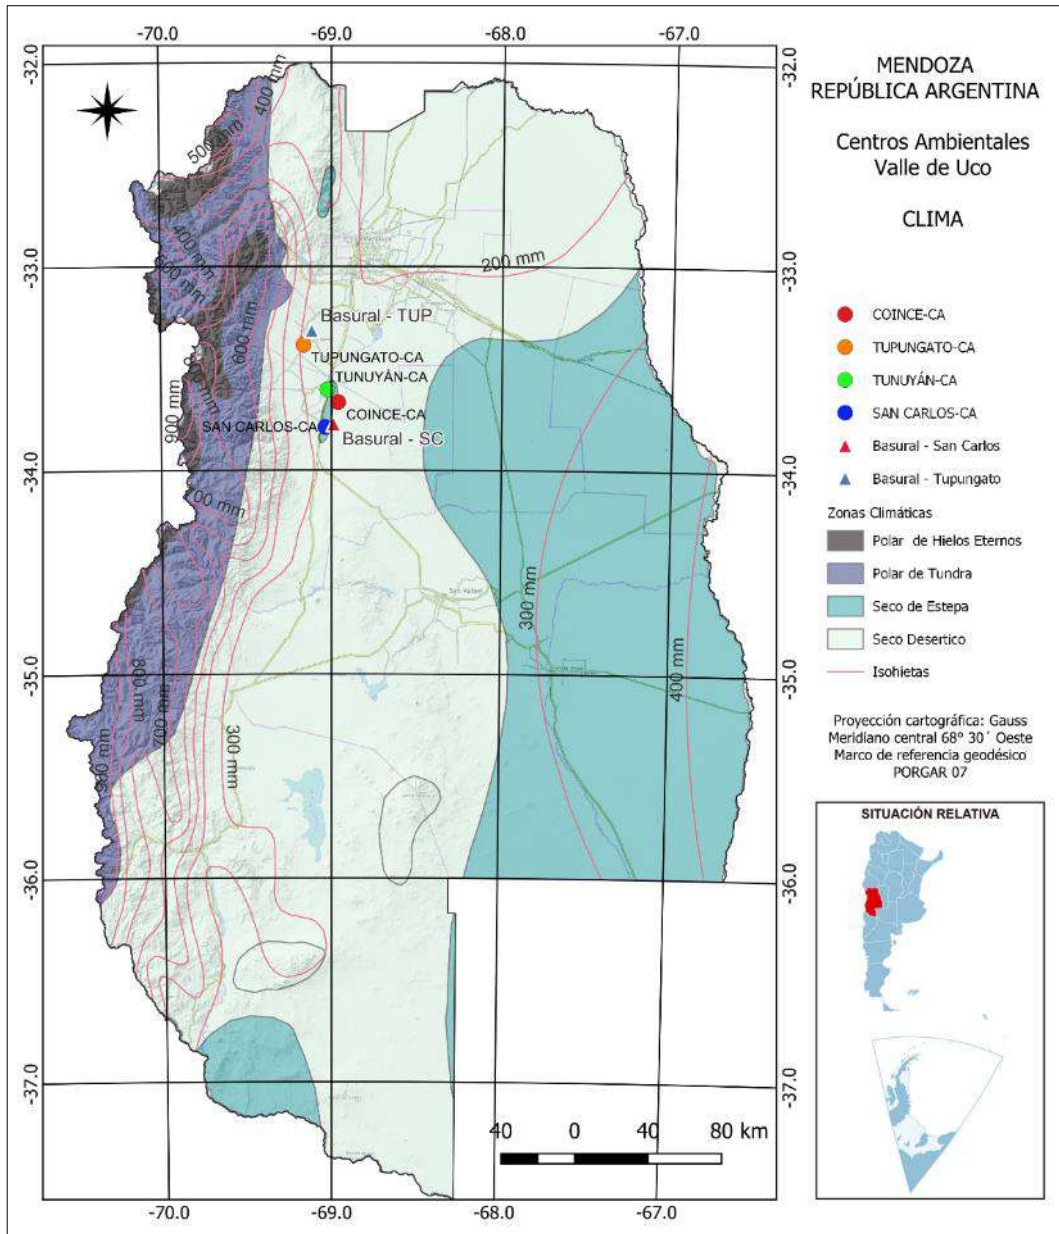 -70.0
-69.0
-68.0
-67.0
-32.0
-32.0
-33.0
-33.0
-34.0
-34.0
-35.0
-35.0
-36.0
-36.0
-37.0
-37.0
-70.0
-69.0
-68.0
-67.0
400 mm
500 mm
400 mm
600 mm
200 mm
900 mm
300 mm
400 mm
800 mm
700 mm
300 mm
Basural - TUP
TUPUNGATO-CA
TUNUYÁN-CA
COINCE-CA
SAN CARLOS-CA
Basural - SC
San Rafael
40 0 40 80 km
MENDOZA
REPÚBLICA ARGENTINA
Centros Ambientales
Valle de Uco
CLIMA
COINCE-CA
TUPUNGATO-CA
TUNUYÁN-CA
SAN CARLOS-CA
Basural - San Carlos
Basural - Tupungato
Zonas Climáticas
Polar de Hielos Eternos
Polar de Tundra
Seco de Estepa
Seco Desertico
Isohietas
Proyección cartográfica: Gauss
Meridiano central 68° 30´ Oeste
Marco de referencia geodésico
PORGAR 07
SITUACIÓN RELATIVA